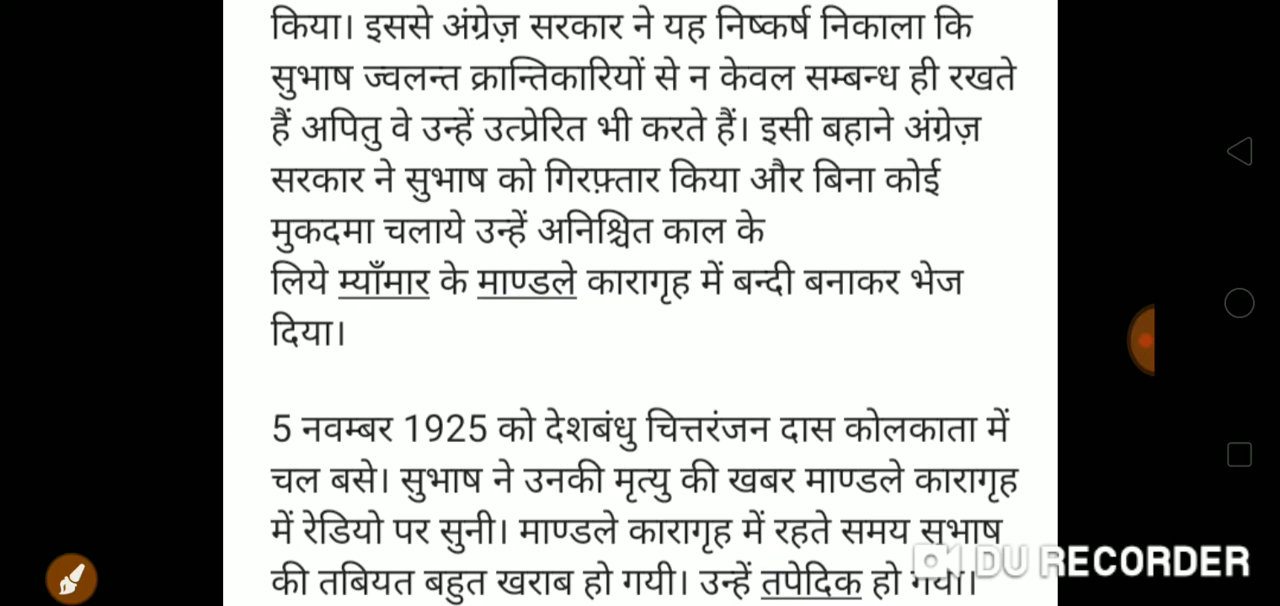 किया। इससे अंग्रेज़ सरकार ने यह निष्कर्ष निकाला कि
सुभाष ज्वलन्त क्रान्तिकारियों से न केवल सम्बन्ध ही रखते
हैं अपितु वे उन्हें उत्प्रेरित भी करते हैं। इसी बहाने अंग्रेज़
सरकार ने सुभाष को गिरफ़्तार किया और बिना कोई
मुकदमा चलाये उन्हें अनिश्चित काल के
लिये म्याँमार के माण्डले कारागृह में बन्दी बनाकर भेज
दिया।
5 नवम्बर 1925 को देशबंधु चित्तरंजन दास कोलकाता में
चल बसे। सुभाष ने उनकी मृत्यु की खबर माण्डले कारागृह
में रेडियो पर सुनी। माण्डले कारागृह में रहते समय सुभाष
की तबियत बहुत खराब हो गयी। उन्हें तपेदिक हो गया।
DU RECORDER